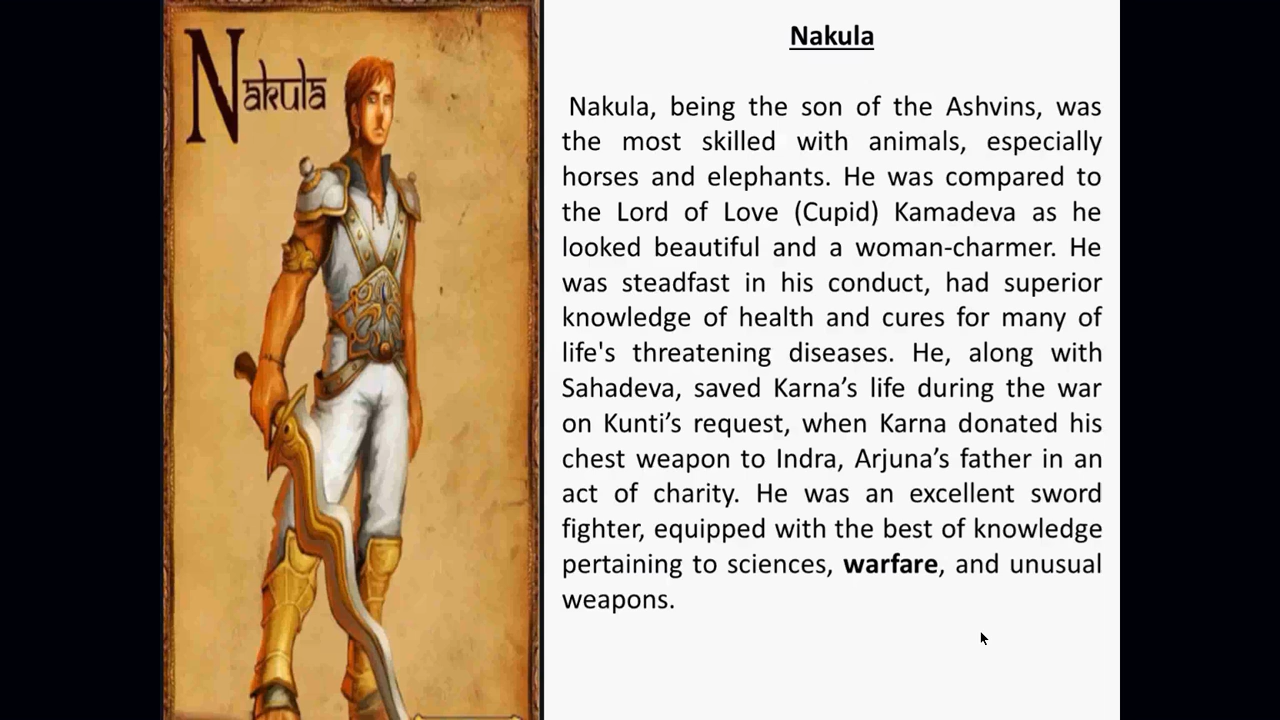 Nakula
Nakula
Nakula, being the son of the Ashvins, was
the most skilled with animals, especially
horses and elephants. He was compared to
the Lord of Love (Cupid) Kamadeva as he
looked beautiful and a woman-charmer. He
was steadfast in his conduct, had superior
knowledge of health and cures for many of
life's threatening diseases. He, along with
Sahadeva, saved Karna’s life during the war
on Kunti’s request, when Karna donated his
chest weapon to Indra, Arjuna’s father in an
act of charity. He was an excellent sword
fighter, equipped with the best of knowledge
pertaining to sciences, warfare, and unusual
weapons.